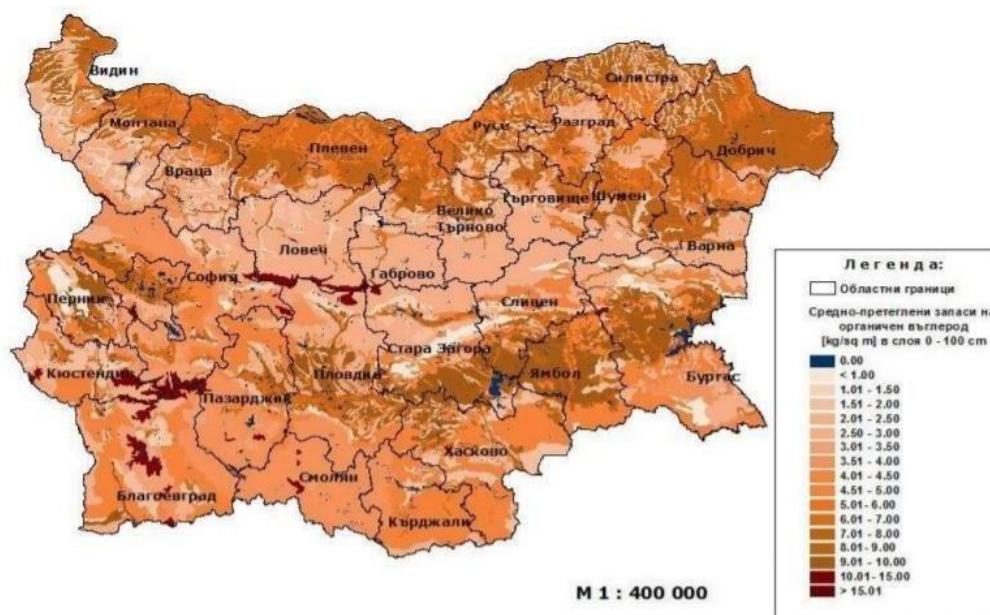 Видин
Силистра
Монтана
Русе
Разград
Плевен
Добрич
Враца
Търговище
Шумен
Велико
Търново
Варна
Ловеч
София
Габрово
Перник
Сливен
Стара Загора
Кюстендил
Пловдив
Ямбол
Бургас
Пазарджик
Хасково
Смолян
Благоевград
Кърджали
М 1 : 400 000
Легенда:
Областни граници
Средно-претеглени запаси на
органичен въглерод
[kg/sq m] в слоя 0 - 100 cm
0.00
< 1.00
1.01 - 1.50
1.51 - 2.00
2.01 - 2.50
2.50 - 3.00
3.01 - 3.50
3.51 - 4.00
4.01 - 4.50
4.51 - 5.00
5.01 - 6.00
6.01 - 7.00
7.01 - 8.00
8.01 - 9.00
9.01 - 10.00
10.01 - 15.00
> 15.01